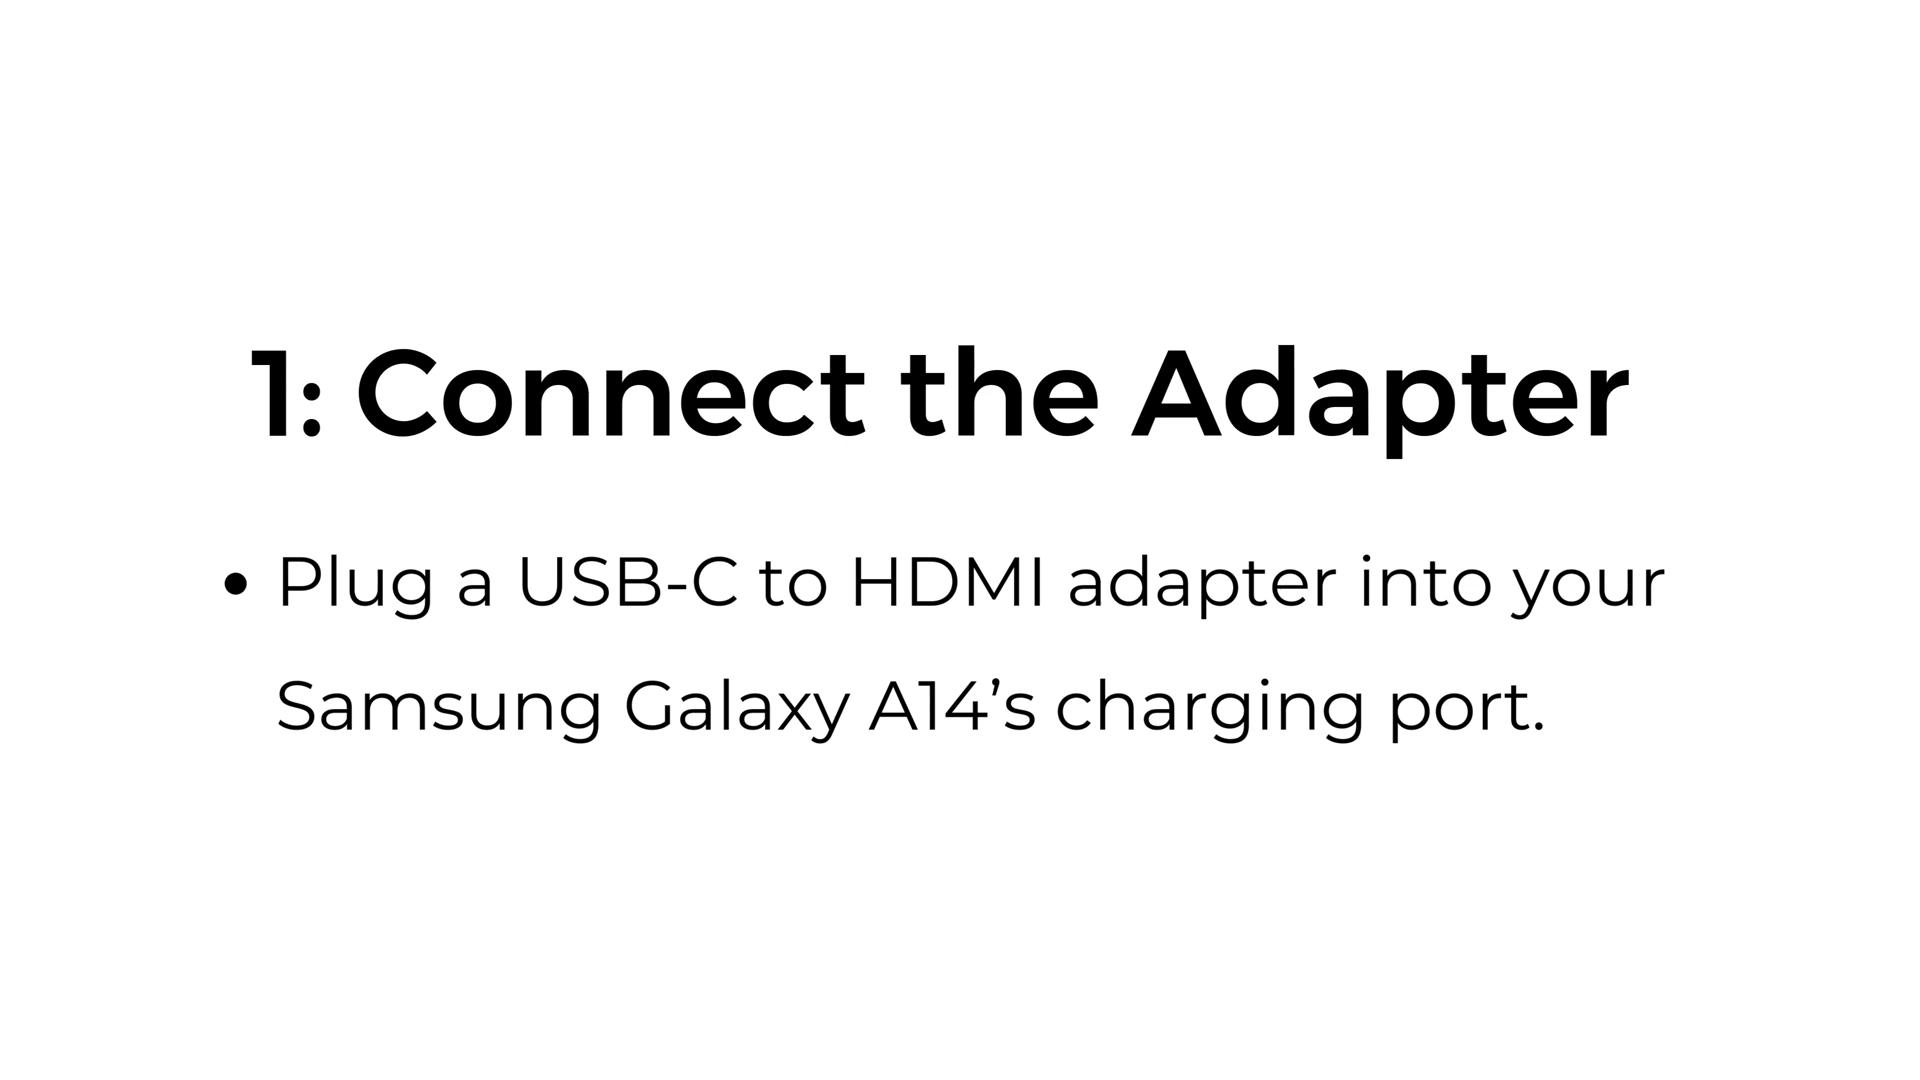 1: Connect the Adapter
• Plug a USB-C to HDMI adapter into your
Samsung Galaxy A14’s charging port.